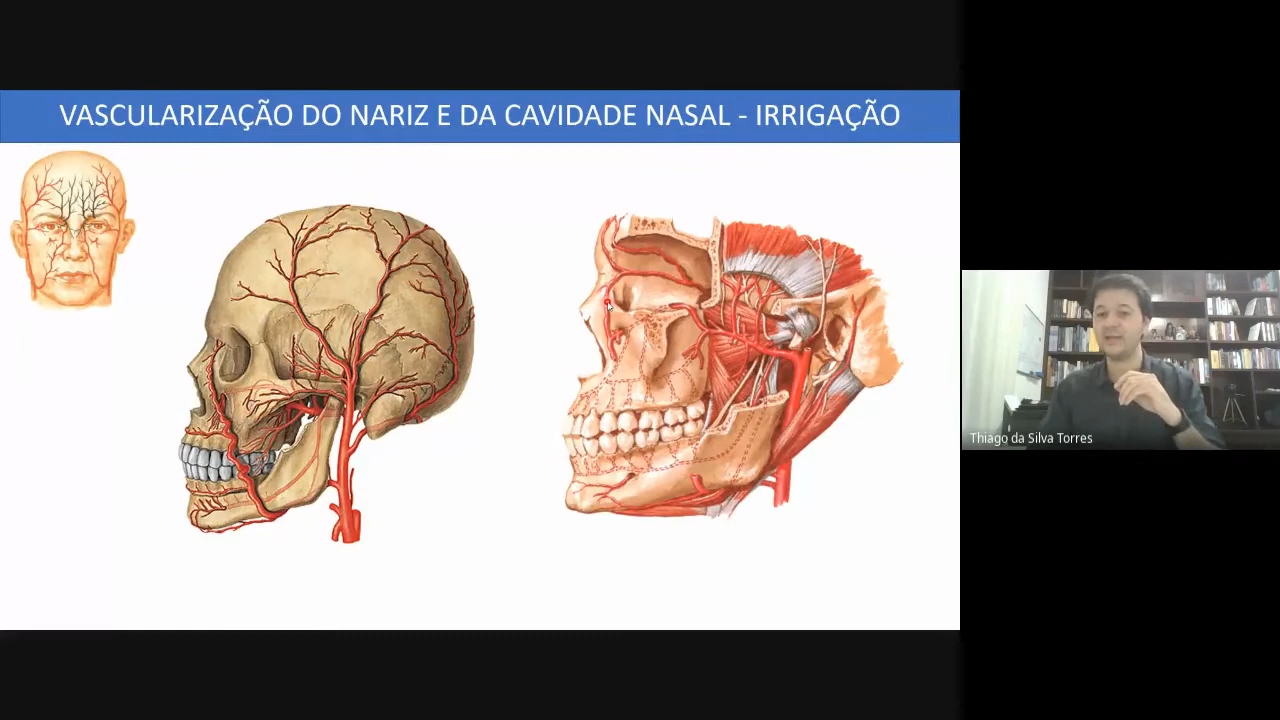 VASCULARIZAÇÃO DO NARIZ E DA CAVIDADE NASAL - IRRIGAÇÃO
Thiago da Silva Torres